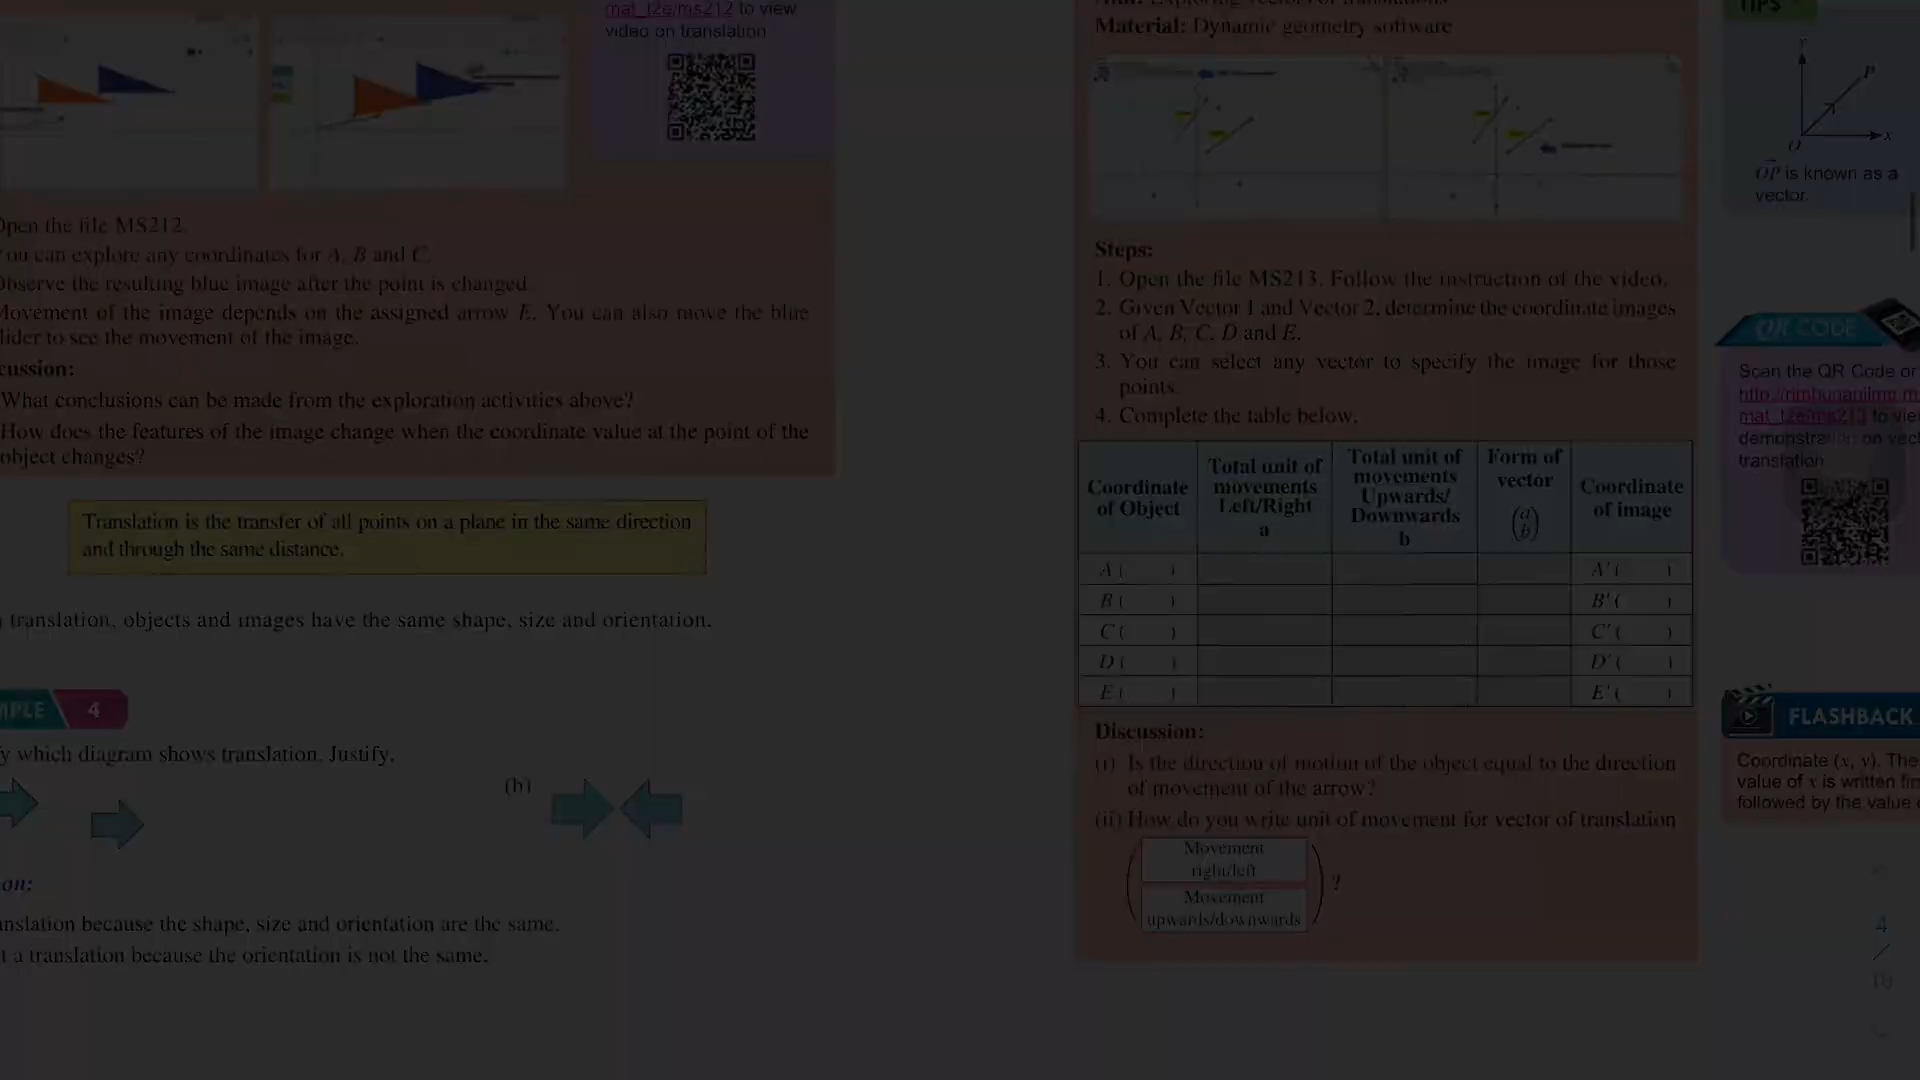 mat_t2e/ms212 to view
video on translation
Open the file MS212.
You can explore any coordinates for A, B and C.
Observe the resulting blue image after the point is changed.
Movement of the image depends on the assigned arrow E. You can also move the blue
slider to see the movement of the image.
cussion:
What conclusions can be made from the exploration activities above?
How does the features of the image change when the coordinate value at the point of the
object changes?
Translation is the transfer of all points on a plane in the same direction
and through the same distance.
translation, objects and images have the same shape, size and orientation.
MPLE 4
y which diagram shows translation. Justify.
(b)
on:
anslation because the shape, size and orientation are the same.
t a translation because the orientation is not the same.
Material: Dynamic geometry software
Steps:
1. Open the file MS213. Follow the instruction of the video.
2. Given Vector 1 and Vector 2, determine the coordinate images
of A, B, C, D and E.
3. You can select any vector to specify the image for those
points.
4. Complete the table below.
Coordinate of Object
Total unit of movements Left/Right a
Total unit of movements Upwards/ Downwards b
Form of vector (a b)
Coordinate of image
A ( ) A' ( )
B ( ) B' ( )
C ( ) C' ( )
D ( ) D' ( )
E ( ) E' ( )
Discussion:
(i) Is the direction of motion of the object equal to the direction
of movement of the arrow?
(ii) How do you write unit of movement for vector of translation
Movement
right/left
Movement
upwards/downwards
?
TIPS
y
P
O
x
OP is known as a
vector.
QR CODE
Scan the QR Code or
mat_t2e/ms213 to vie
demonstration on vect
translation.
FLASHBACK
Coordinate (x, y). The
value of x is written firs
followed by the value o
4
/